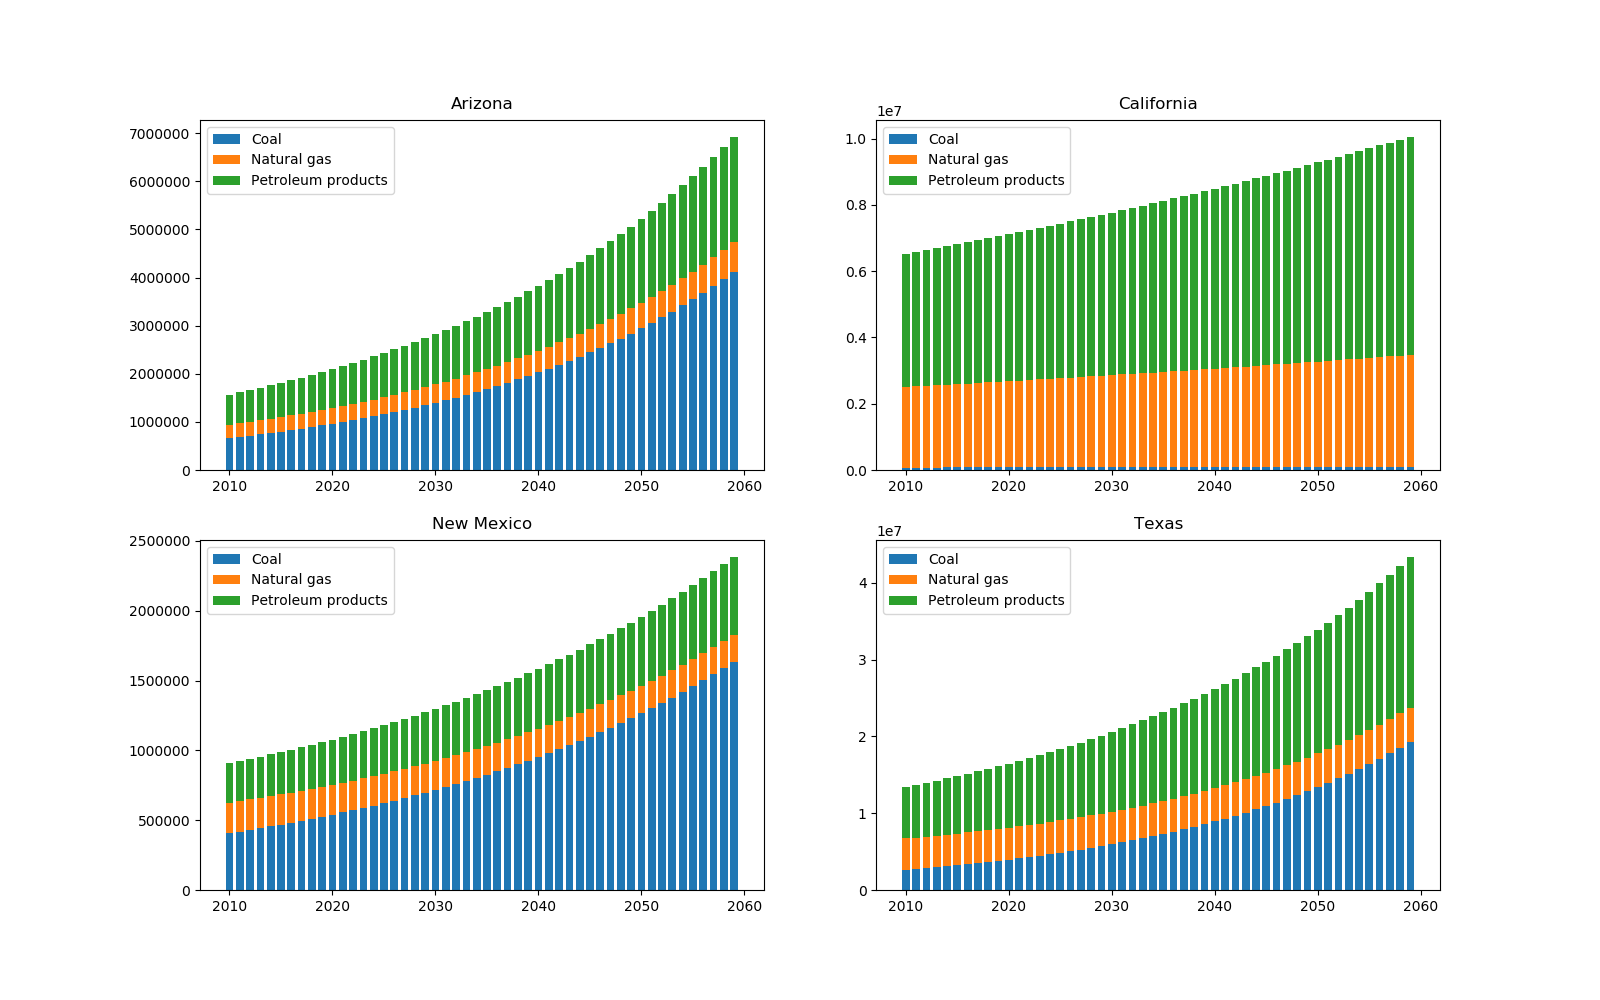 Arizona
7000000
6000000
5000000
4000000
3000000
2000000
1000000
0
Coal
Natural gas
Petroleum products
2010 2020 2030 2040 2050 2060
California
1e7
1.0
0.8
0.6
0.4
0.2
0.0
Coal
Natural gas
Petroleum products
2010 2020 2030 2040 2050 2060
New Mexico
2500000
2000000
1500000
1000000
500000
0
Coal
Natural gas
Petroleum products
2010 2020 2030 2040 2050 2060
Texas
1e7
4
3
2
1
0
Coal
Natural gas
Petroleum products
2010 2020 2030 2040 2050 2060